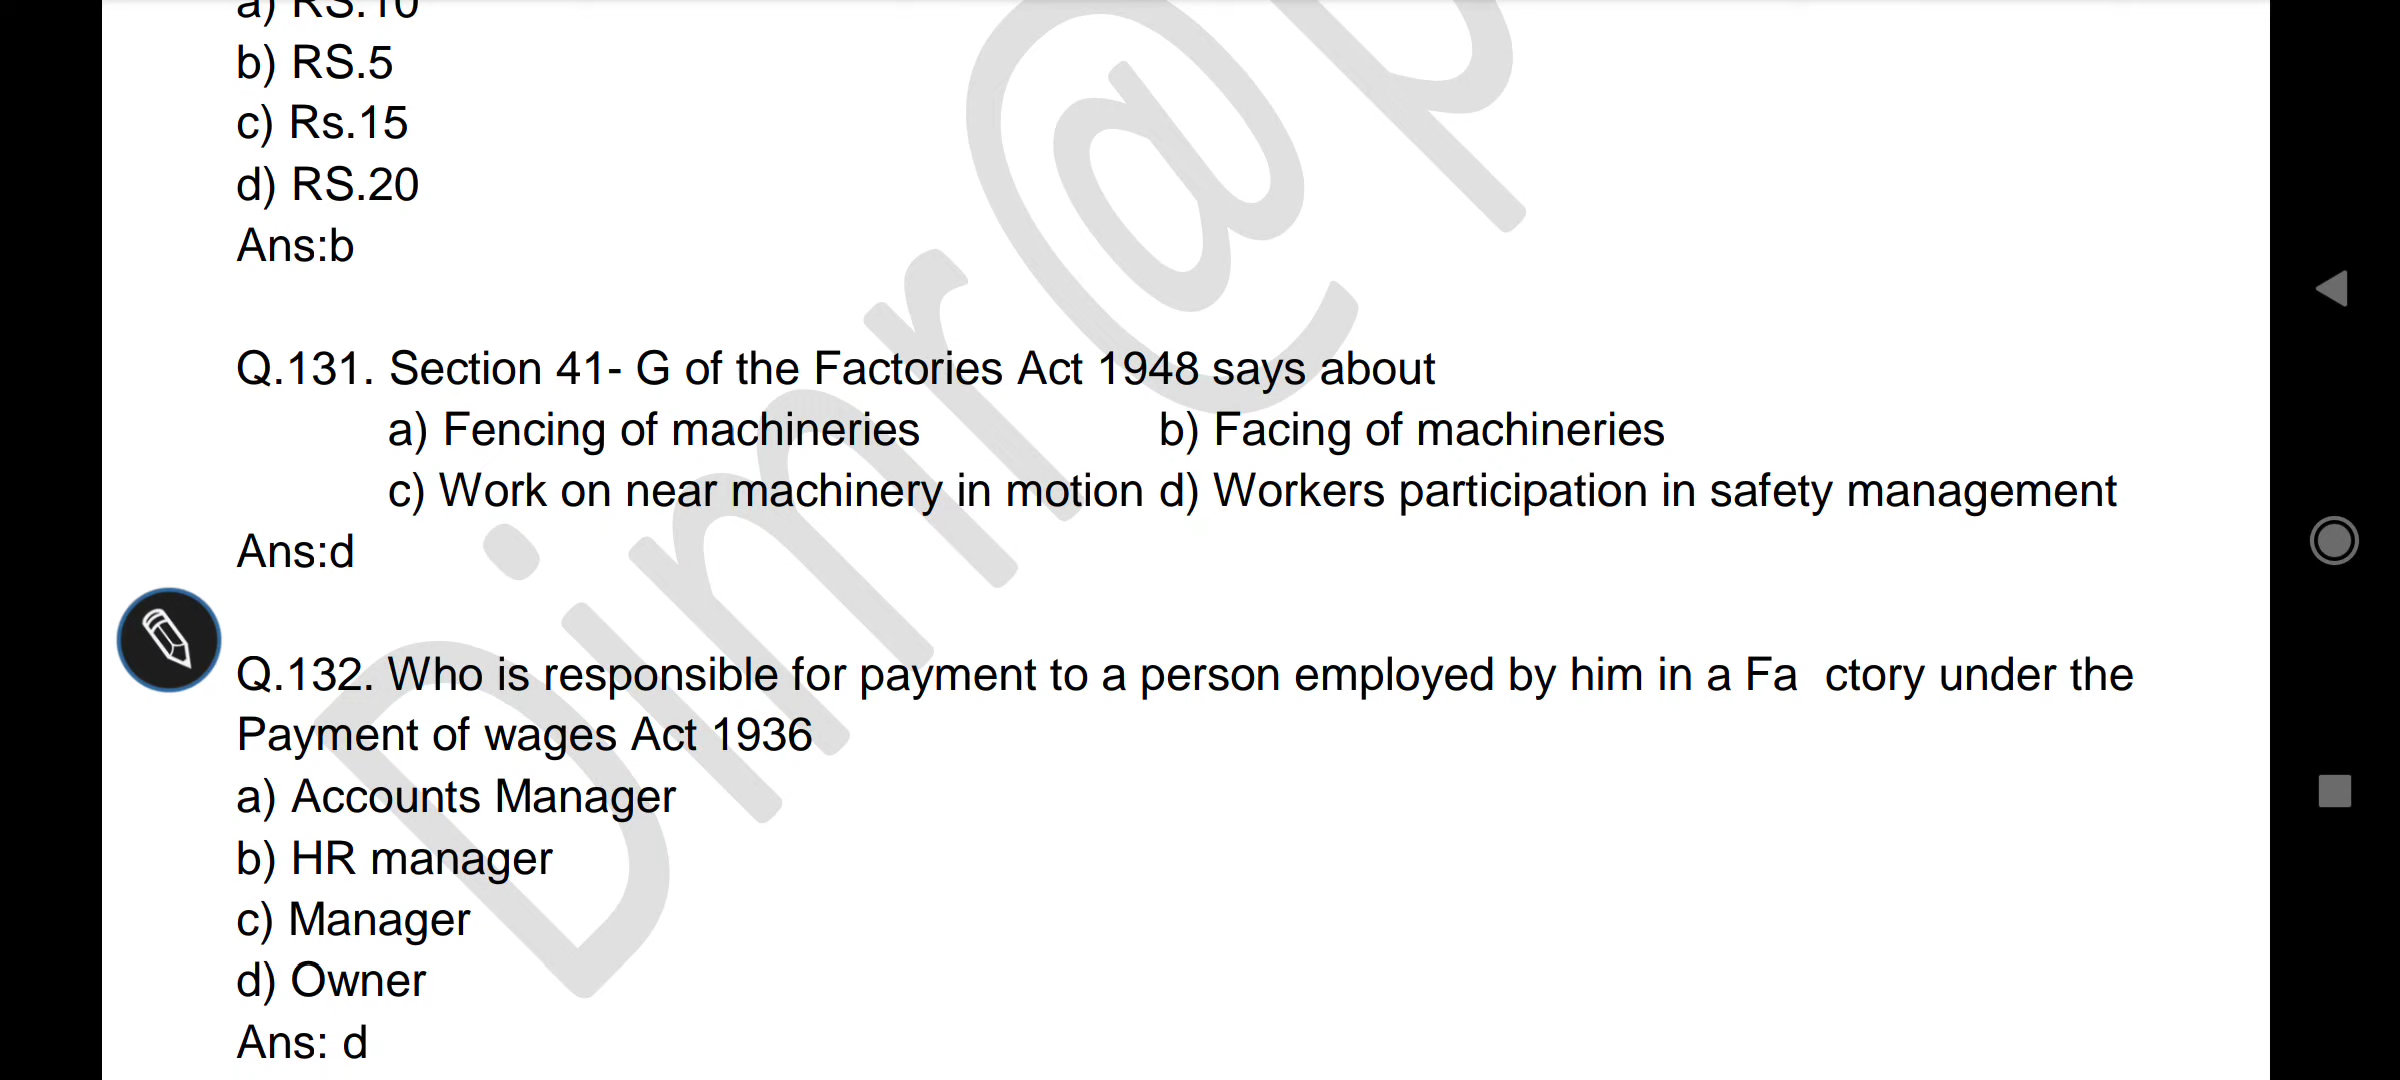 a) RS.10
b) RS.5
c) Rs.15
d) RS.20
Ans:b
Q.131. Section 41- G of the Factories Act 1948 says about
a) Fencing of machineries b) Facing of machineries
c) Work on near machinery in motion d) Workers participation in safety management
Ans:d
Q.132. Who is responsible for payment to a person employed by him in a Fa ctory under the
Payment of wages Act 1936
a) Accounts Manager
b) HR manager
c) Manager
d) Owner
Ans: d
Dimr@p